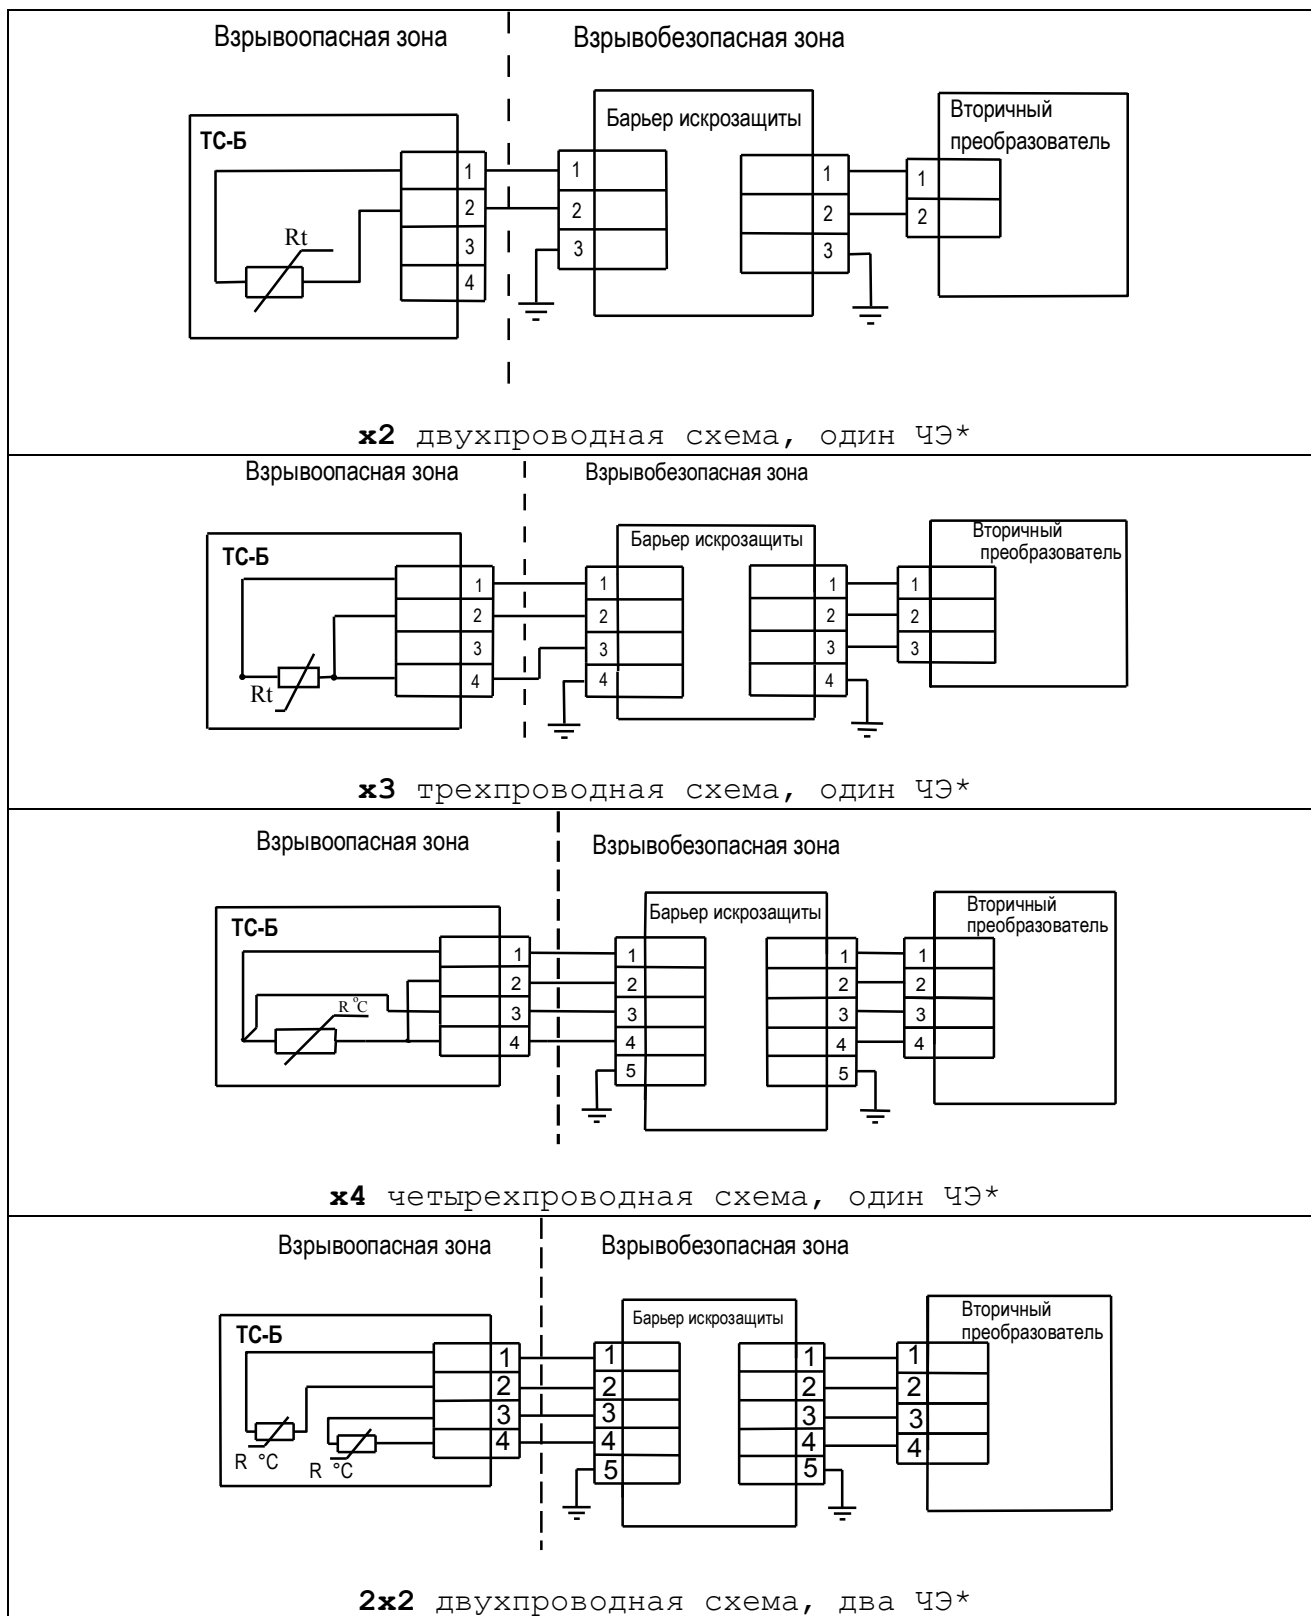 Взрывоопасная зона Взрывобезопасная зона
ТС-Б
Rt
1
2
3
4
Барьер искрозащиты
1
2
3
1
2
3
Вторичный
преобразователь
1
2
x2 двухпроводная схема, один ЧЭ*
Взрывоопасная зона Взрывобезопасная зона
ТС-Б
Rt
1
2
3
4
Барьер искрозащиты
1
2
3
4
1
2
3
4
Вторичный
преобразователь
1
2
3
x3 трехпроводная схема, один ЧЭ*
Взрывоопасная зона Взрывобезопасная зона
ТС-Б
R °C
1
2
3
4
Барьер искрозащиты
1
2
3
4
5
1
2
3
4
5
Вторичный
преобразователь
1
2
3
4
x4 четырехпроводная схема, один ЧЭ*
Взрывоопасная зона Взрывобезопасная зона
ТС-Б
R °C
R °C
1
2
3
4
Барьер искрозащиты
1
2
3
4
5
1
2
3
4
5
Вторичный
преобразователь
1
2
3
4
2x2 двухпроводная схема, два ЧЭ*